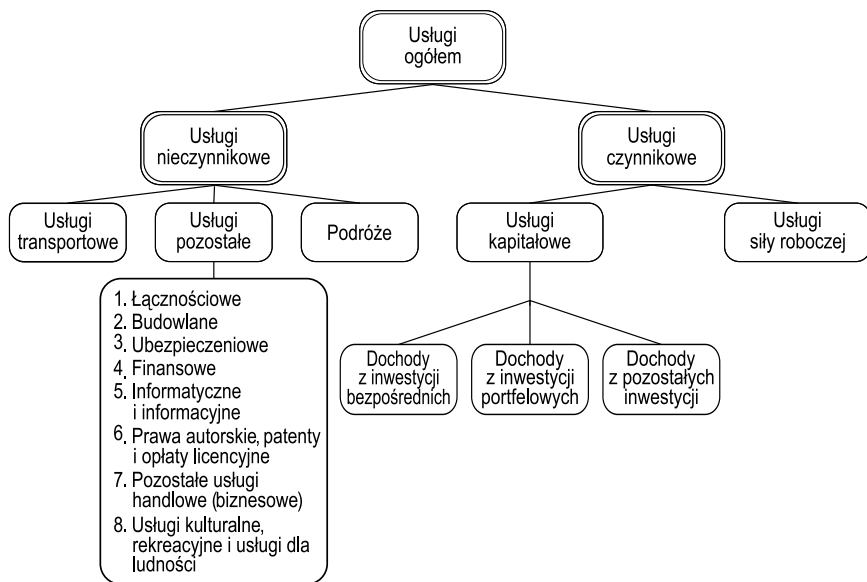 Usługi
ogółem
Usługi
nieczynnikowe
Usługi
czynnikowe
Usługi
transportowe
Usługi
pozostałe
Podróże
Usługi
kapitałowe
Usługi
siły roboczej
1. Łącznościowe
2. Budowlane
3. Ubezpieczeniowe
4. Finansowe
5. Informatyczne
i informacyjne
6. Prawa autorskie, patenty
i opłaty licencyjne
7. Pozostałe usługi
handlowe (biznesowe)
8. Usługi kulturalne,
rekreacyjne i usługi dla
ludności
Dochody
z inwestycji
bezpośrednich
Dochody
z inwestycji
portfelowych
Dochody
z pozostałych
inwestycji